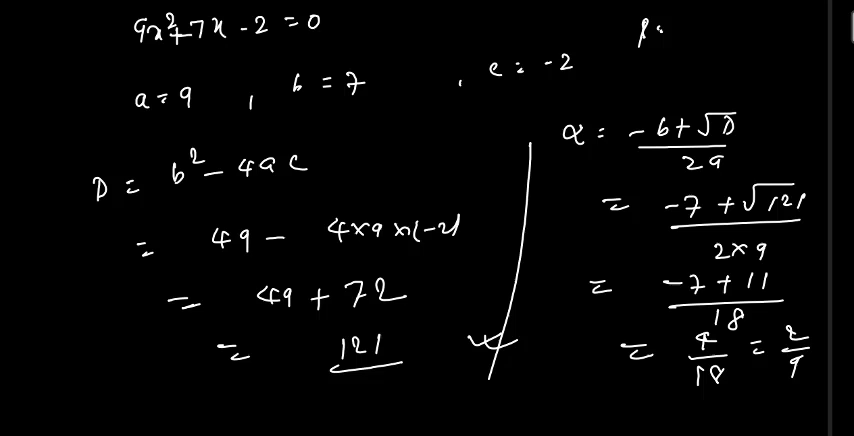 9x²+7x-2=0
β =
a=9, b=7, c=-2
D = b²-4ac
= 49 - 4×9×(-2)
= 49 + 72
= 121
α = (-b+√D)/2a
= (-7+√121)/(2×9)
= (-7+11)/18
= 4/18 = 2/9